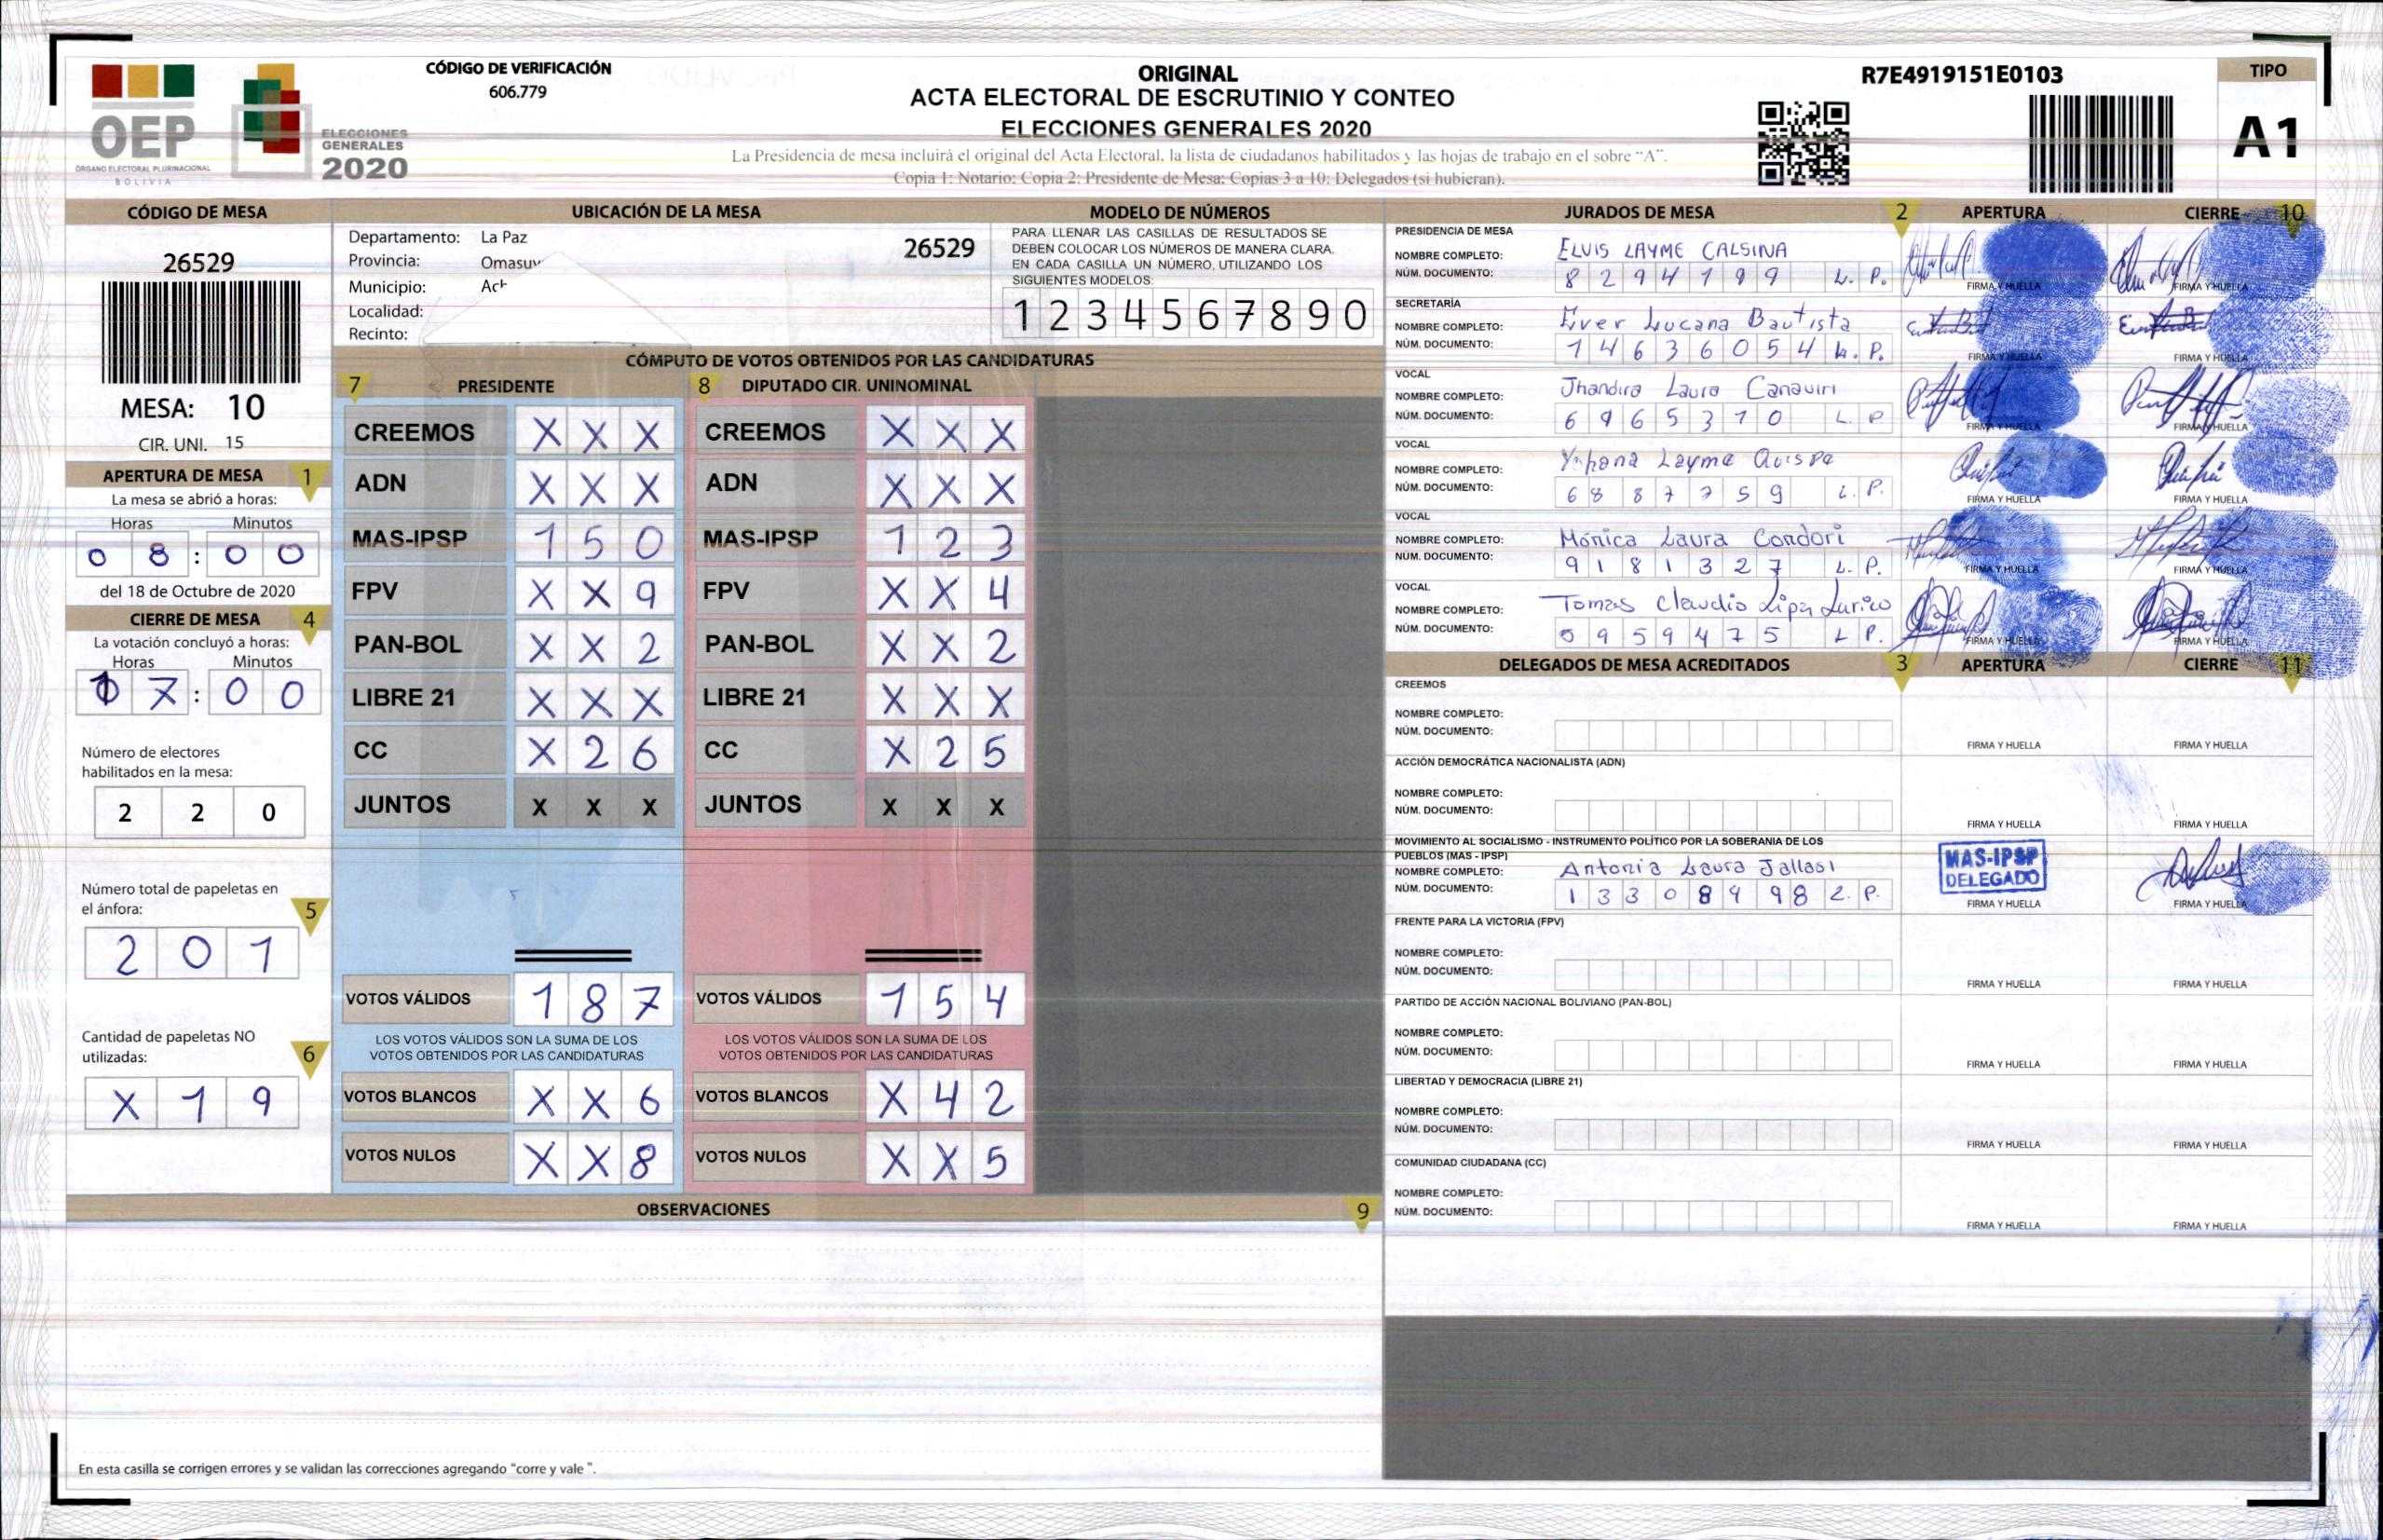 CÓDIGO DE VERIFICACIÓN
606.779
ORIGINAL
ACTA ELECTORAL DE ESCRUTINIO Y CONTEO
ELECCIONES GENERALES 2020
La Presidencia de mesa incluirá el original del Acta Electoral, la lista de ciudadanos habilitados y las hojas de trabajo en el sobre "A".
Copia 1: Notario; Copia 2: Presidente de Mesa; Copias 3 a 10: Delegados (si hubieran).
R7E4919151E0103
TIPO
A1
OEP
ÓRGANO ELECTORAL PLURINACIONAL
BOLIVIA
ELECCIONES
GENERALES
2020
CÓDIGO DE MESA
26529
MESA: 10
CIR. UNI. 15
APERTURA DE MESA 1
La mesa se abrió a horas:
Horas Minutos
0 8 : 0 0
del 18 de Octubre de 2020
CIERRE DE MESA 4
La votación concluyó a horas:
Horas Minutos
1 7 : 0 0
Número de electores
habilitados en la mesa:
2 2 0
Número total de papeletas en
el ánfora: 5
2 0 1
Cantidad de papeletas NO
utilizadas: 6
X 1 9
UBICACIÓN DE LA MESA
Departamento: La Paz
26529
Provincia: Omasuy
Municipio:
Localidad:
Recinto:
MODELO DE NÚMEROS
PARA LLENAR LAS CASILLAS DE RESULTADOS SE
DEBEN COLOCAR LOS NÚMEROS DE MANERA CLARA.
EN CADA CASILLA UN NÚMERO, UTILIZANDO LOS
SIGUIENTES MODELOS:
1 2 3 4 5 6 7 8 9 0
CÓMPUTO DE VOTOS OBTENIDOS POR LAS CANDIDATURAS
7 PRESIDENTE 8 DIPUTADO CIR. UNINOMINAL
CREEMOS X X X CREEMOS X X X
ADN X X X ADN X X X
MAS-IPSP 1 5 0 MAS-IPSP 1 2 3
FPV X X 9 FPV X X 4
PAN-BOL X X 2 PAN-BOL X X 2
LIBRE 21 X X X LIBRE 21 X X X
CC X 2 6 CC X 2 5
JUNTOS X X X JUNTOS X X X
VOTOS VÁLIDOS 1 8 7 VOTOS VÁLIDOS 1 5 4
LOS VOTOS VÁLIDOS SON LA SUMA DE LOS LOS VOTOS VÁLIDOS SON LA SUMA DE LOS
VOTOS OBTENIDOS POR LAS CANDIDATURAS VOTOS OBTENIDOS POR LAS CANDIDATURAS
VOTOS BLANCOS X X 6 VOTOS BLANCOS X 4 2
VOTOS NULOS X X 8 VOTOS NULOS X X 5
OBSERVACIONES 9
En esta casilla se corrigen errores y se validan las correcciones agregando "corre y vale ".
JURADOS DE MESA 2 APERTURA CIERRE 10
PRESIDENCIA DE MESA
NOMBRE COMPLETO: ELVIS LAYME CALSINA
NÚM. DOCUMENTO: 8 2 9 4 1 9 9 L. P.
FIRMA Y HUELLA FIRMA Y HUELLA
SECRETARÍA
NOMBRE COMPLETO: Ever Lucana Bautista
NÚM. DOCUMENTO: 1 4 6 3 6 0 5 4 L. P.
FIRMA Y HUELLA FIRMA Y HUELLA
VOCAL
NOMBRE COMPLETO: Jhandira Laura Canaviri
NÚM. DOCUMENTO: 6 9 6 5 3 1 0 L. P
FIRMA Y HUELLA FIRMA Y HUELLA
VOCAL
NOMBRE COMPLETO: Layme Quispe
NÚM. DOCUMENTO: 6 8 8 7 7 5 9 L. P.
FIRMA Y HUELLA FIRMA Y HUELLA
VOCAL
NOMBRE COMPLETO: Mónica Laura Condori
NÚM. DOCUMENTO: 9 1 8 1 3 2 7 L. P.
FIRMA Y HUELLA FIRMA Y HUELLA
VOCAL
NOMBRE COMPLETO: Tomas Claudio Lipa Larico
NÚM. DOCUMENTO: 0 9 5 9 4 7 5 L P.
FIRMA Y HUELLA FIRMA Y HUELLA
DELEGADOS DE MESA ACREDITADOS 3 APERTURA CIERRE 11
CREEMOS
NOMBRE COMPLETO:
NÚM. DOCUMENTO:
FIRMA Y HUELLA FIRMA Y HUELLA
ACCIÓN DEMOCRÁTICA NACIONALISTA (ADN)
NOMBRE COMPLETO:
NÚM. DOCUMENTO:
FIRMA Y HUELLA FIRMA Y HUELLA
MOVIMIENTO AL SOCIALISMO - INSTRUMENTO POLÍTICO POR LA SOBERANIA DE LOS
PUEBLOS (MAS - IPSP)
NOMBRE COMPLETO: Antonia Laura Jallasi
NÚM. DOCUMENTO: 1 3 3 0 8 9 9 8 L. P.
MAS-IPSP
DELEGADO
FIRMA Y HUELLA FIRMA Y HUELLA
FRENTE PARA LA VICTORIA (FPV)
NOMBRE COMPLETO:
NÚM. DOCUMENTO:
FIRMA Y HUELLA FIRMA Y HUELLA
PARTIDO DE ACCIÓN NACIONAL BOLIVIANO (PAN-BOL)
NOMBRE COMPLETO:
NÚM. DOCUMENTO:
FIRMA Y HUELLA FIRMA Y HUELLA
LIBERTAD Y DEMOCRACIA (LIBRE 21)
NOMBRE COMPLETO:
NÚM. DOCUMENTO:
FIRMA Y HUELLA FIRMA Y HUELLA
COMUNIDAD CIUDADANA (CC)
NOMBRE COMPLETO:
NÚM. DOCUMENTO:
FIRMA Y HUELLA FIRMA Y HUELLA